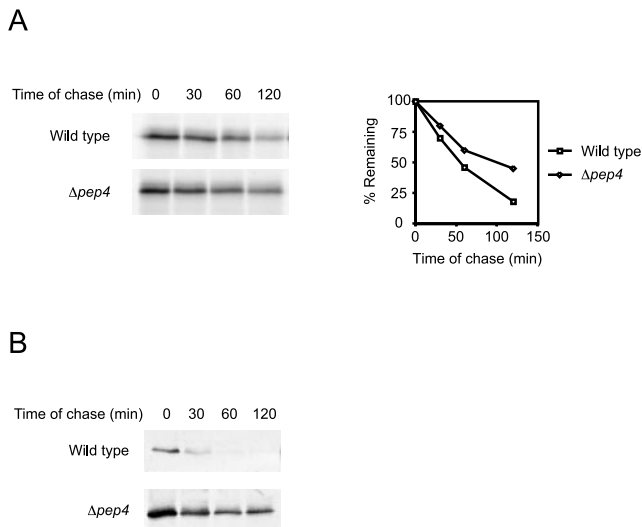 A
Time of chase (min) 0 30 60 120
Wild type
Δpep4
100
75
50
25
0
% Remaining
0 50 100 150
Time of chase (min)
Wild type
Δpep4
B
Time of chase (min) 0 30 60 120
Wild type
Δpep4